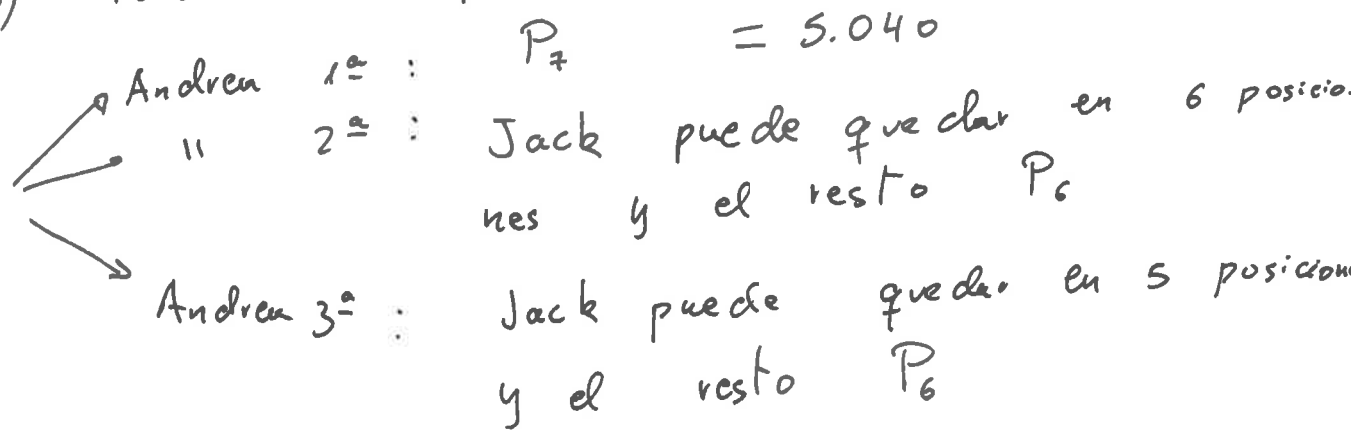 Andrea 1ª : P₇ = 5.040
" 2ª : Jack puede quedar en 6 posicio-
nes y el resto P₆
Andrea 3ª : Jack puede quedar en 5 posicion
y el resto P₆